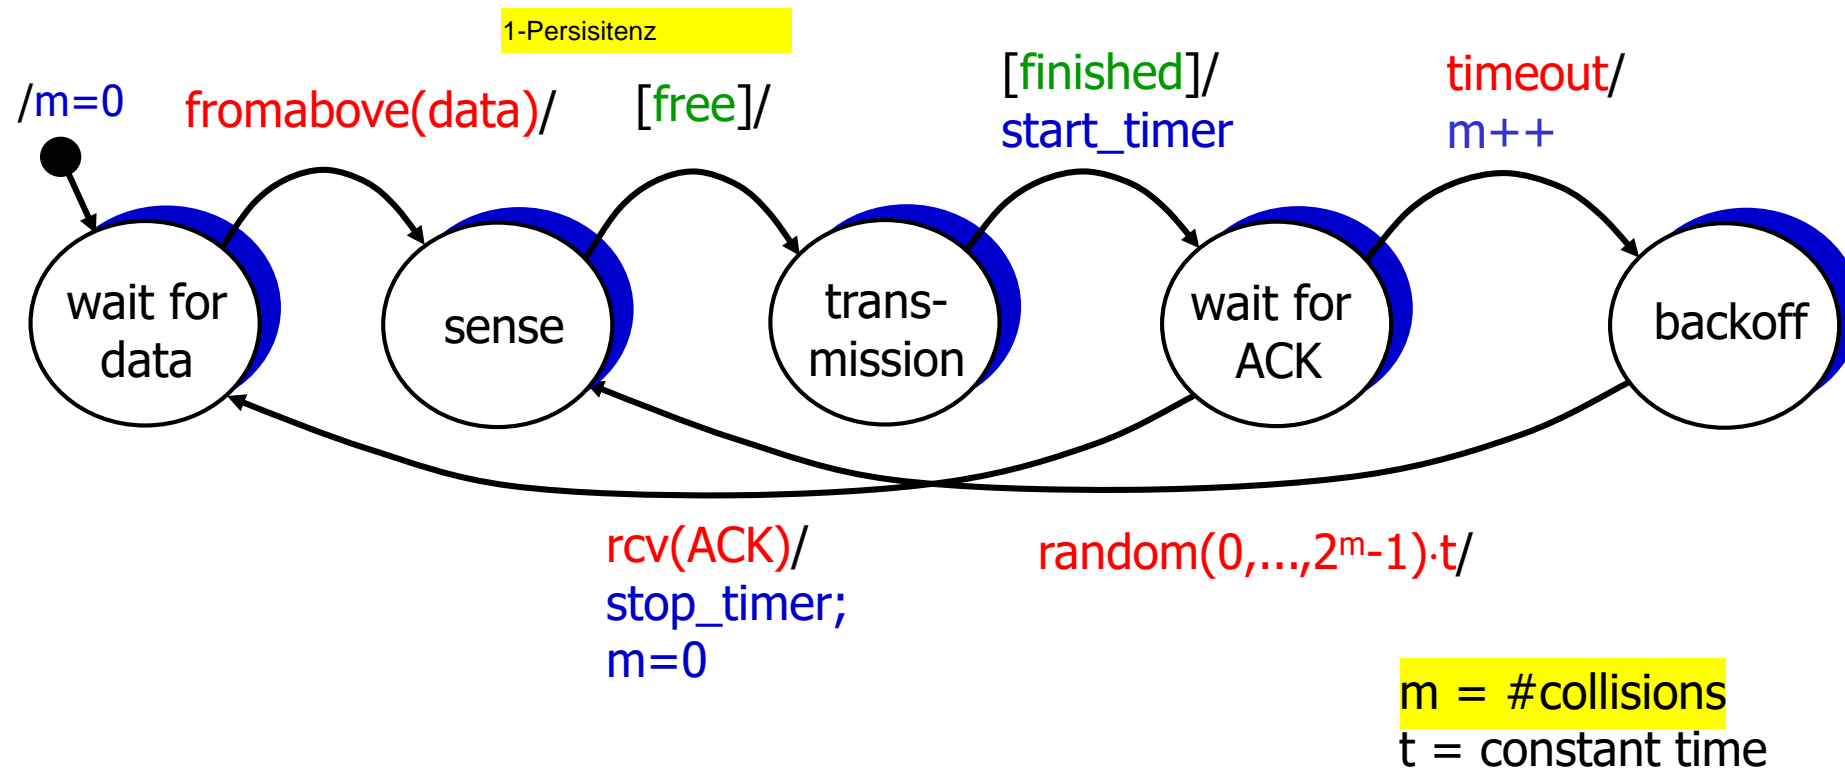 1-Persisitenz
/m=0
fromabove(data)/
[free]/
[finished]/
start_timer
timeout/
m++
wait for
data
sense
trans-
mission
wait for
ACK
backoff
rcv(ACK)/
stop_timer;
m=0
random(0,...,2ᵐ-1)·t/
m = #collisions
t = constant time